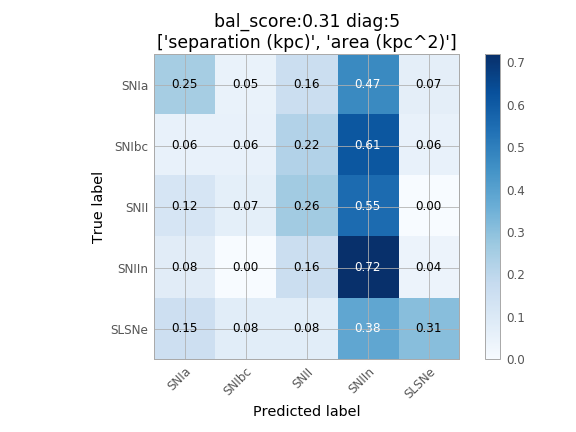 bal_score:0.31 diag:5
['separation (kpc)', 'area (kpc^2)']
SNIa 0.25 0.05 0.16 0.47 0.07
SNIbc 0.06 0.06 0.22 0.61 0.06
SNII 0.12 0.07 0.26 0.55 0.00
SNIIn 0.08 0.00 0.16 0.72 0.04
SLSNe 0.15 0.08 0.08 0.38 0.31
SNIa SNIbc SNII SNIIn SLSNe
True label
Predicted label
0.7
0.6
0.5
0.4
0.3
0.2
0.1
0.0